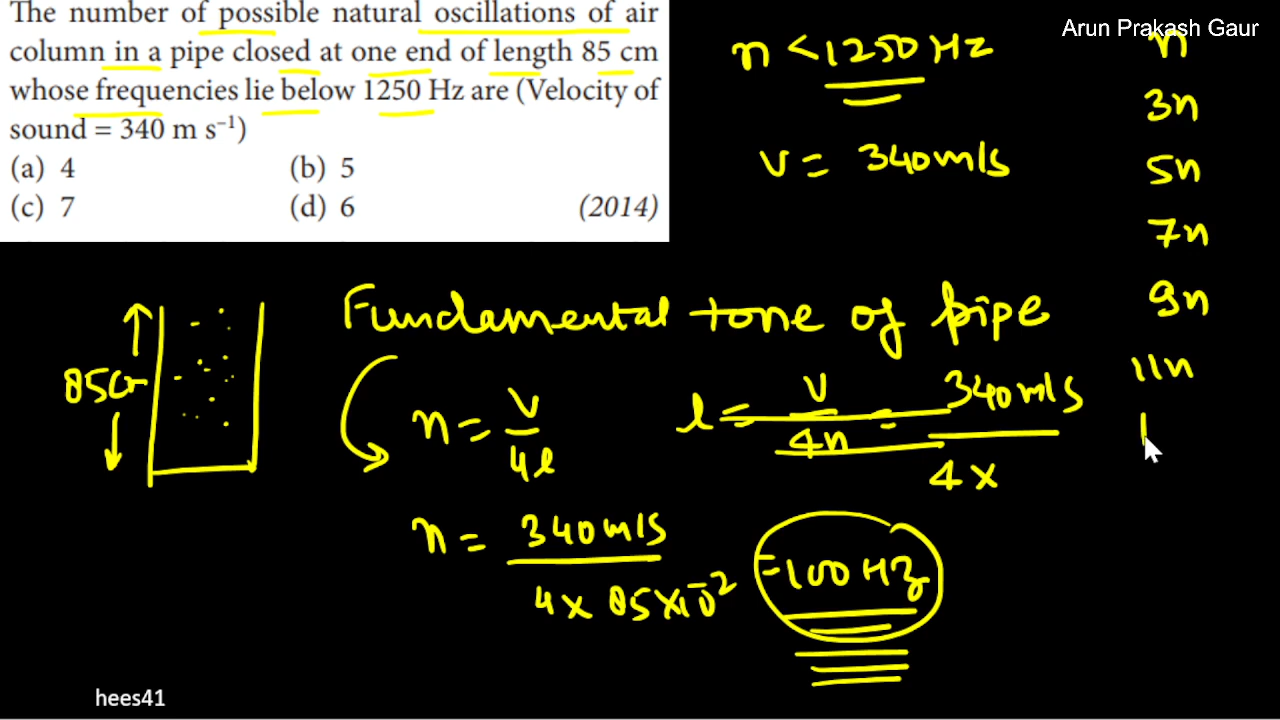 The number of possible natural oscillations of air
column in a pipe closed at one end of length 85 cm
whose frequencies lie below 1250 Hz are (Velocity of
sound = 340 m s⁻¹)
(a) 4 (b) 5
(c) 7 (d) 6 (2014)
Arun Prakash Gaur
n < 1250 Hz
v = 340 m/s
n
3n
5n
7n
9n
11n
1
85cm
Fundamental tone of pipe
n = v/4l
l = v/4n = 340 m/s / 4 x
n = 340 m/s / 4 x 85 x 10⁻² = 100 Hz
hees41